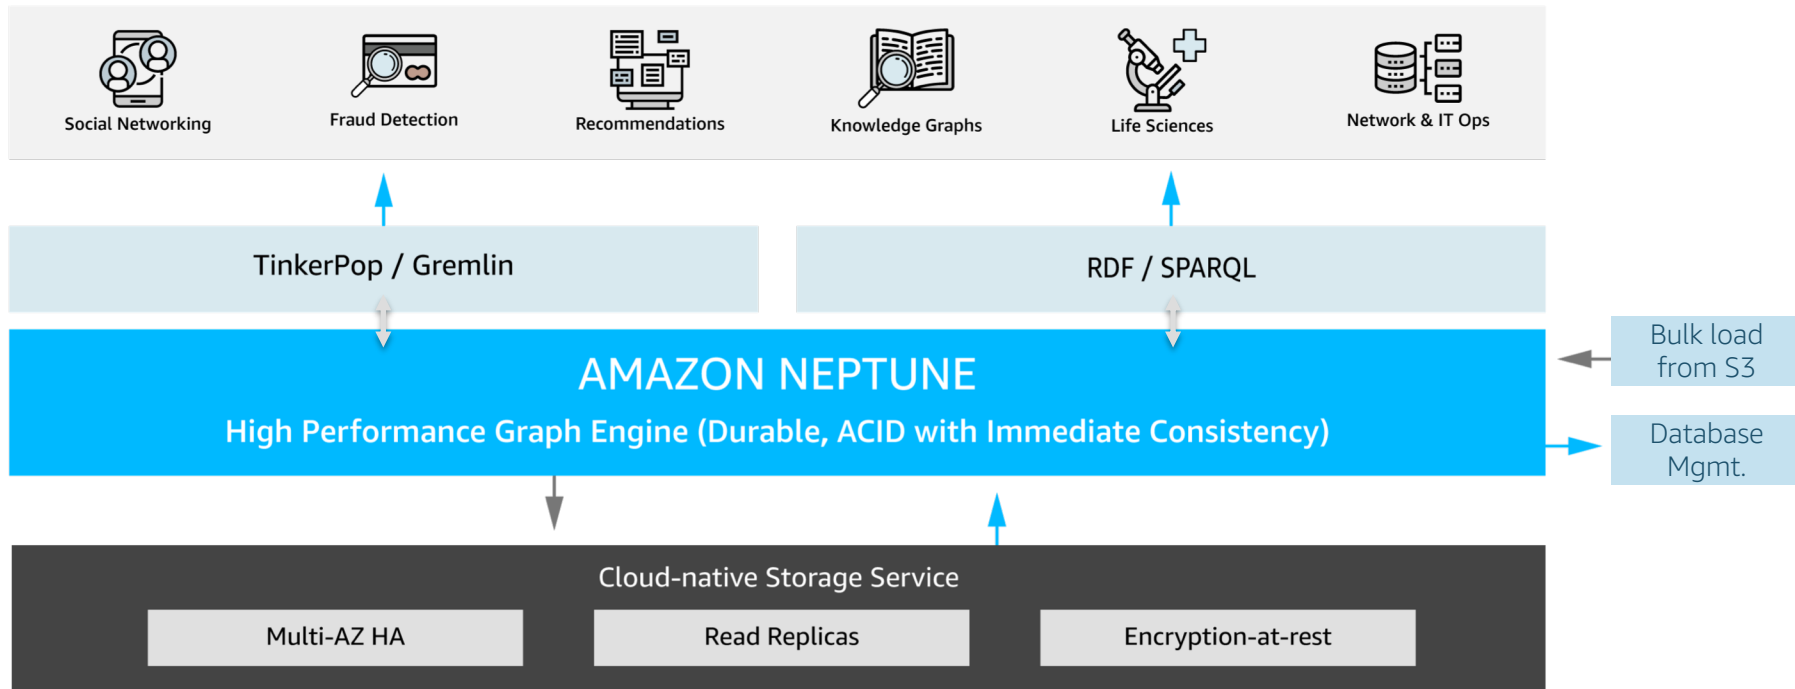 Social Networking
Fraud Detection
Recommendations
Knowledge Graphs
Life Sciences
Network & IT Ops
TinkerPop / Gremlin
RDF / SPARQL
AMAZON NEPTUNE
High Performance Graph Engine (Durable, ACID with Immediate Consistency)
Bulk load
from S3
Database
Mgmt.
Cloud-native Storage Service
Multi-AZ HA
Read Replicas
Encryption-at-rest